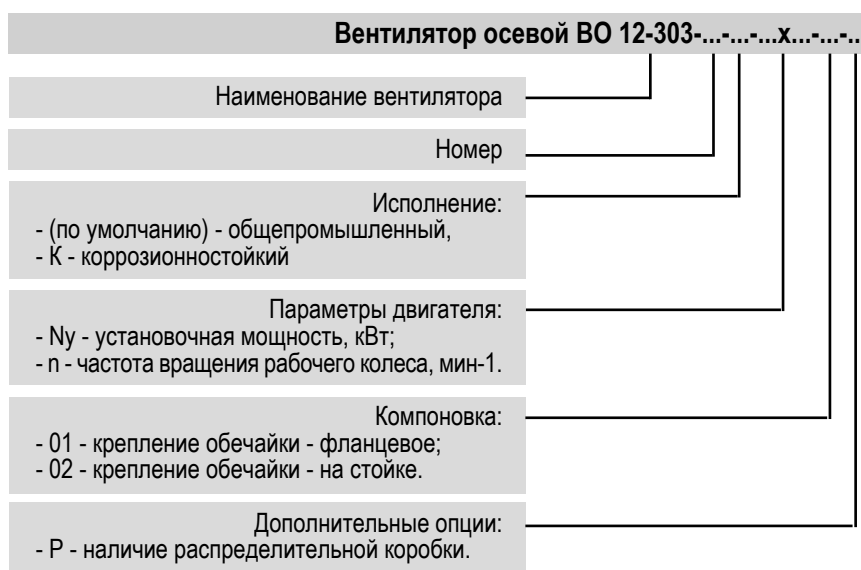 Вентилятор осевой ВО 12-303-...-...-...х...-...-..
Наименование вентилятора
Номер
Исполнение:
- (по умолчанию) - общепромышленный,
- К - коррозионностойкий
Параметры двигателя:
- Ny - установочная мощность, кВт;
- n - частота вращения рабочего колеса, мин-1.
Компоновка:
- 01 - крепление обечайки - фланцевое;
- 02 - крепление обечайки - на стойке.
Дополнительные опции:
- Р - наличие распределительной коробки.